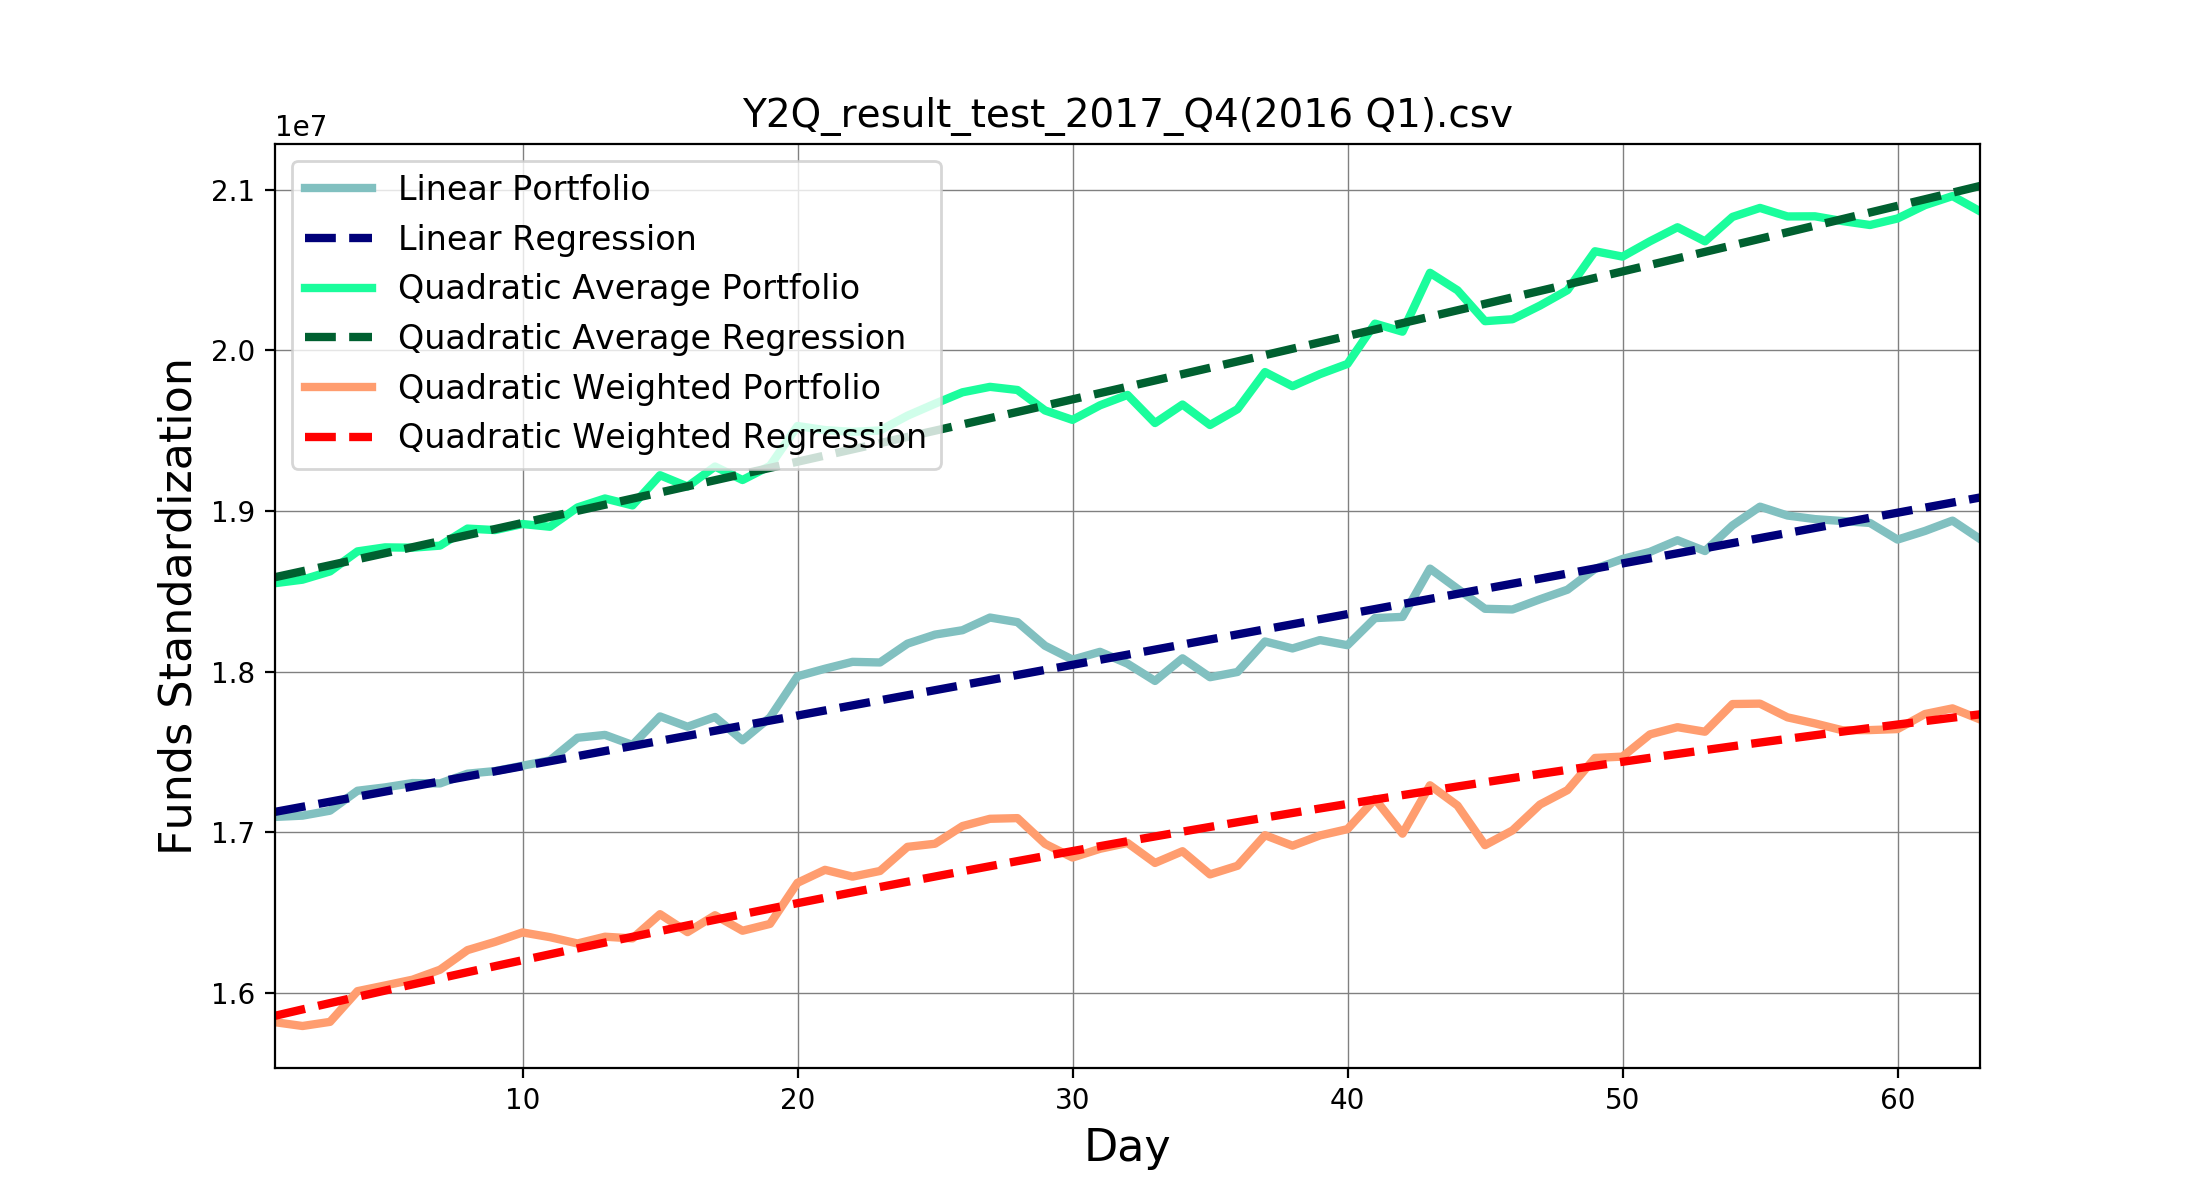 Y2Q_result_test_2017_Q4(2016 Q1).csv
1e7
Linear Portfolio
Linear Regression
Quadratic Average Portfolio
Quadratic Average Regression
Quadratic Weighted Portfolio
Quadratic Weighted Regression
2.1
2.0
1.9
1.8
1.7
1.6
Funds Standardization
10 20 30 40 50 60
Day